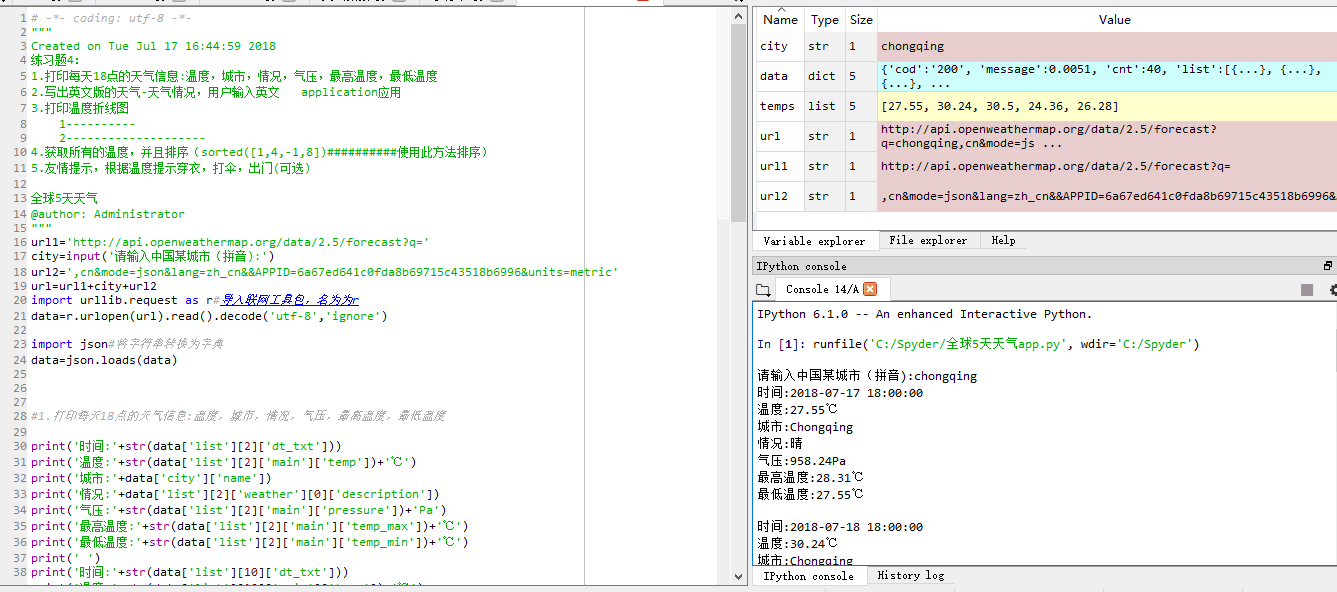 1 # -*- coding: utf-8 -*-
2 """
3 Created on Tue Jul 17 16:44:59 2018
4 练习题4:
5 1.打印每天18点的天气信息:温度，城市，情况，气压，最高温度，最低温度
6 2.写出英文版的天气-天气情况，用户输入英文 application应用
7 3.打印温度折线图
8 1----------
9 2--------------------
10 4.获取所有的温度，并且排序（sorted([1,4,-1,8])##########使用此方法排序）
11 5.友情提示，根据温度提示穿衣，打伞，出门(可选)
12
13 全球5天天气
14 @author: Administrator
15 """
16 url1='http://api.openweathermap.org/data/2.5/forecast?q='
17 city=input('请输入中国某城市（拼音):')
18 url2=',cn&mode=json&lang=zh_cn&&APPID=6a67ed641c0fda8b69715c43518b6996&units=metric'
19 url=url1+city+url2
20 import urllib.request as r#导入联网工具包，名为为r
21 data=r.urlopen(url).read().decode('utf-8','ignore')
22
23 import json#将字符串转换为字典
24 data=json.loads(data)
25
26
27
28 #1.打印每天18点的天气信息:温度，城市，情况，气压，最高温度，最低温度
29
30 print('时间:'+str(data['list'][2]['dt_txt']))
31 print('温度:'+str(data['list'][2]['main']['temp'])+'℃')
32 print('城市:'+data['city']['name'])
33 print('情况:'+data['list'][2]['weather'][0]['description'])
34 print('气压:'+str(data['list'][2]['main']['pressure'])+'Pa')
35 print('最高温度:'+str(data['list'][2]['main']['temp_max'])+'℃')
36 print('最低温度:'+str(data['list'][2]['main']['temp_min'])+'℃')
37 print(' ')
38 print('时间:'+str(data['list'][10]['dt_txt']))
Name Type Size Value
city str 1 chongqing
data dict 5 {'cod':'200', 'message':0.0051, 'cnt':40, 'list':[{...}, {...},
{...}, ...
temps list 5 [27.55, 30.24, 30.5, 24.36, 26.28]
url str 1 http://api.openweathermap.org/data/2.5/forecast?
q=chongqing,cn&mode=js ...
url1 str 1 http://api.openweathermap.org/data/2.5/forecast?q=
url2 str 1 ,cn&mode=json&lang=zh_cn&&APPID=6a67ed641c0fda8b69715c43518b6996&
Variable explorer File explorer Help
IPython console
Console 14/A
IPython 6.1.0 -- An enhanced Interactive Python.
In [1]: runfile('C:/Spyder/全球5天天气app.py', wdir='C:/Spyder')
请输入中国某城市（拼音):chongqing
时间:2018-07-17 18:00:00
温度:27.55℃
城市:Chongqing
情况:晴
气压:958.24Pa
最高温度:28.31℃
最低温度:27.55℃
时间:2018-07-18 18:00:00
温度:30.24℃
城市:Chongqing
IPython console History log